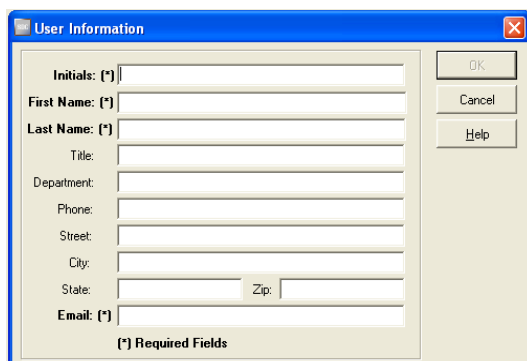 User Information
Initials: (*)
OK
First Name: (*)
Cancel
Last Name: (*)
Help
Title:
Department:
Phone:
Street:
City:
State: Zip:
Email: (*)
(*) Required Fields